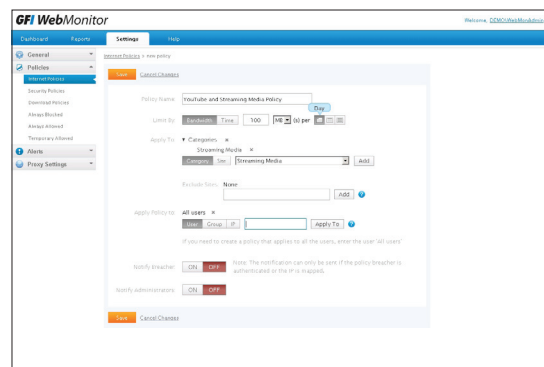 GFI WebMonitor
Welcome, DEMO\WebMonAdmin
Dashboard Reports Settings Help
General
Policies
Internet Policies
Security Policies
Download Policies
Always Blocked
Always Allowed
Temporary Allowed
Alerts
Proxy Settings
Internet Policies > new policy
Save Cancel Changes
Policy Name YouTube and Streaming Media Policy
Day
Limit By Bandwidth Time 100 MB (s) per
Apply To Categories
Streaming Media
Category Site Streaming Media Add
Exclude Sites None
Add
Apply Policy to All users
User Group IP Apply To
If you need to create a policy that applies to all the users, enter the user 'All users'
Notify Breacher ON OFF Note: The notification can only be sent if the policy breacher is
authenticated or the IP is mapped.
Notify Administrators ON OFF
Save Cancel Changes